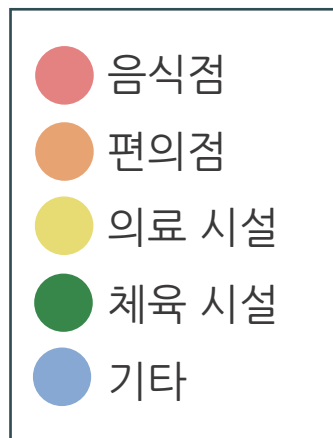 음식점
편의점
의료 시설
체육 시설
기타